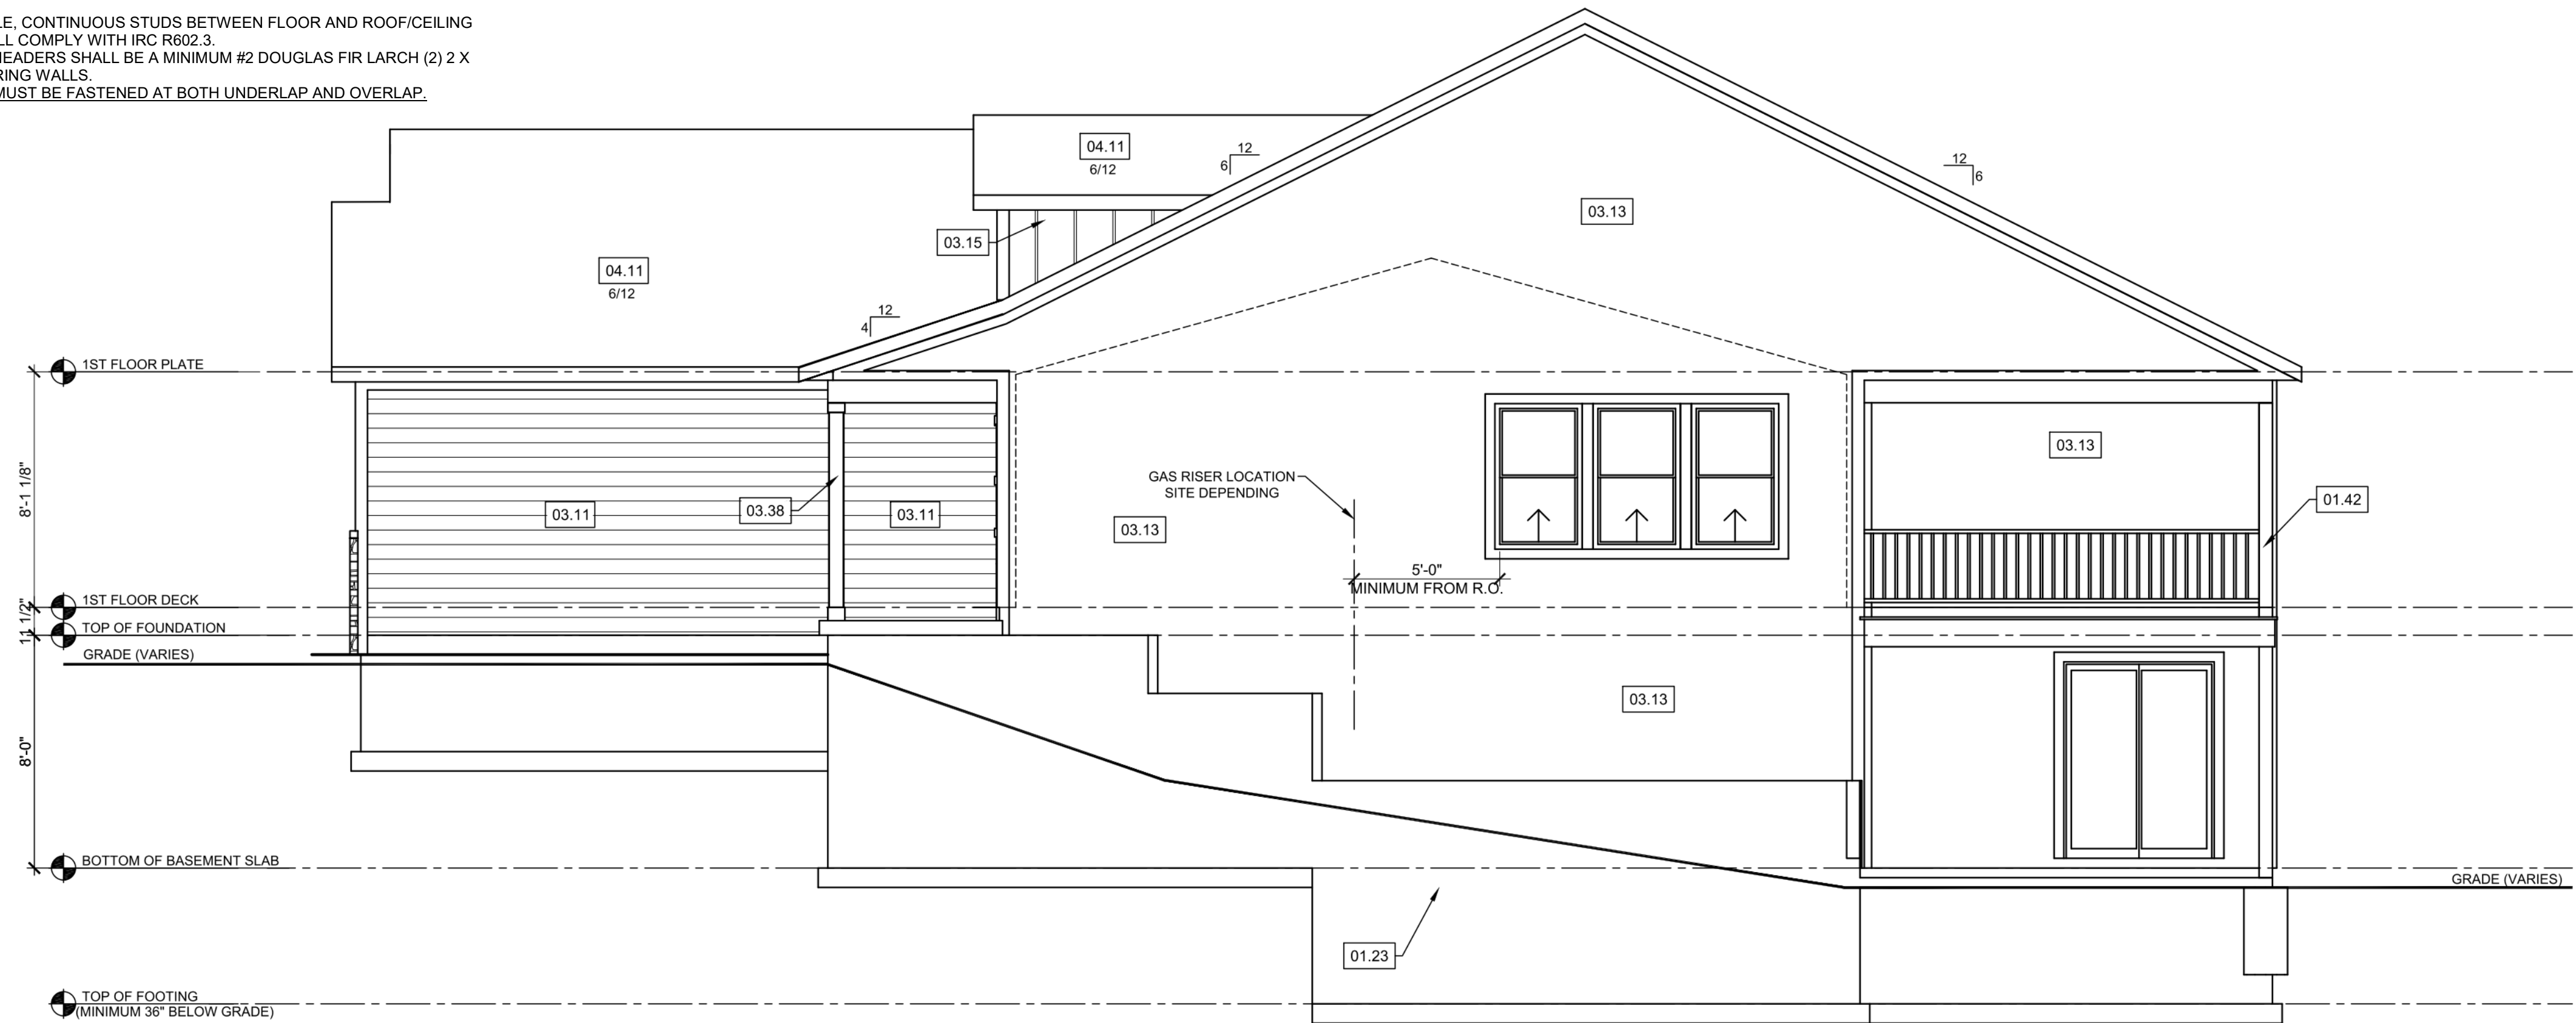 LE, CONTINUOUS STUDS BETWEEN FLOOR AND ROOF/CEILING
LL COMPLY WITH IRC R602.3.
HEADERS SHALL BE A MINIMUM #2 DOUGLAS FIR LARCH (2) 2 X
RING WALLS.
MUST BE FASTENED AT BOTH UNDERLAP AND OVERLAP.
04.11
6/12
12
6
12
6
03.13
03.15
04.11
6/12
12
4
1ST FLOOR PLATE
8'-1 1/8"
03.13
GAS RISER LOCATION
SITE DEPENDING
01.42
03.11
03.38
03.11
03.13
5'-0"
MINIMUM FROM R.O.
1ST FLOOR DECK
11 1/2"
TOP OF FOUNDATION
GRADE (VARIES)
03.13
8'-0"
BOTTOM OF BASEMENT SLAB
GRADE (VARIES)
01.23
TOP OF FOOTING
(MINIMUM 36" BELOW GRADE)